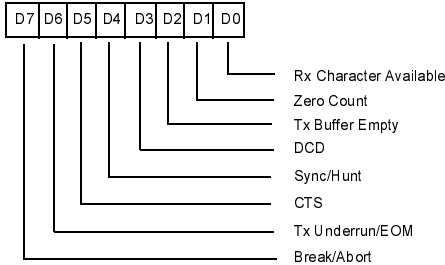 D7 D6 D5 D4 D3 D2 D1 D0
Rx Character Available
Zero Count
Tx Buffer Empty
DCD
Sync/Hunt
CTS
Tx Underrun/EOM
Break/Abort